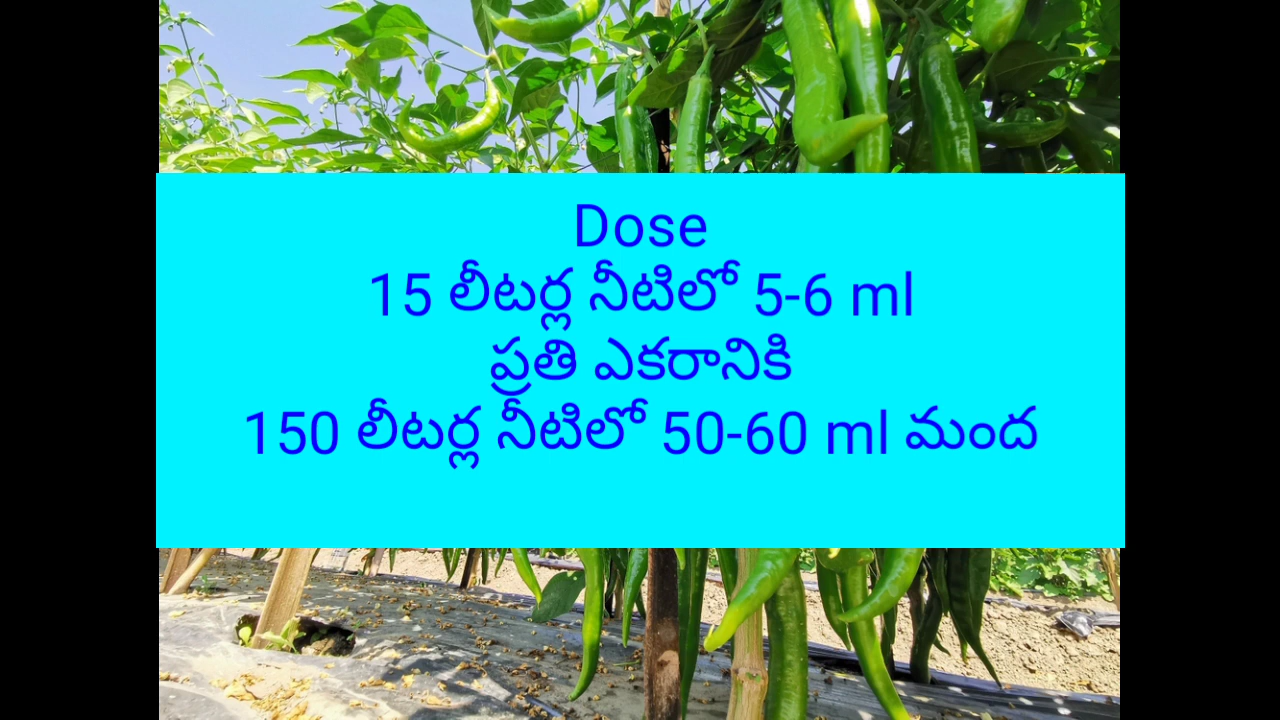 Dose
15 లీటర్ల నీటిలో 5-6 ml
ప్రతి ఎకరానికి
150 లీటర్ల నీటిలో 50-60 ml మంద